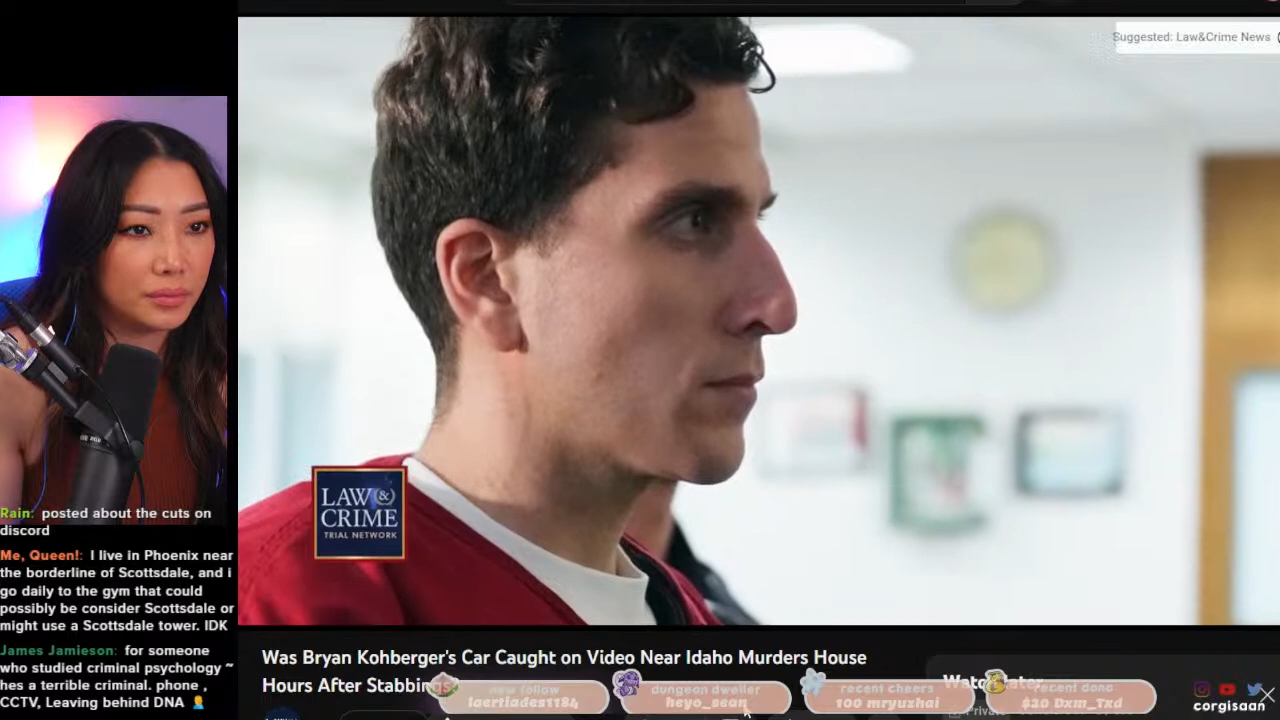 Suggested: Law&Crime News
LAW &
CRIME
TRIAL NETWORK
Rain: posted about the cuts on
discord
Me, Queen!: I live in Phoenix near
the borderline of Scottsdale, and i
go daily to the gym that could
possibly be consider Scottsdale or
might use a Scottsdale tower. IDK
James Jamieson: for someone
who studied criminal psychology ~
hes a terrible criminal. phone ,
CCTV, Leaving behind DNA
Was Bryan Kohberger's Car Caught on Video Near Idaho Murders House
Hours After Stabbings?
new follow
laertiades1184
dungeon dweller
heyo_sean
recent cheers
100 mryuzhai
recent dono
$20 Dxm_Txd
Private
corgisaan